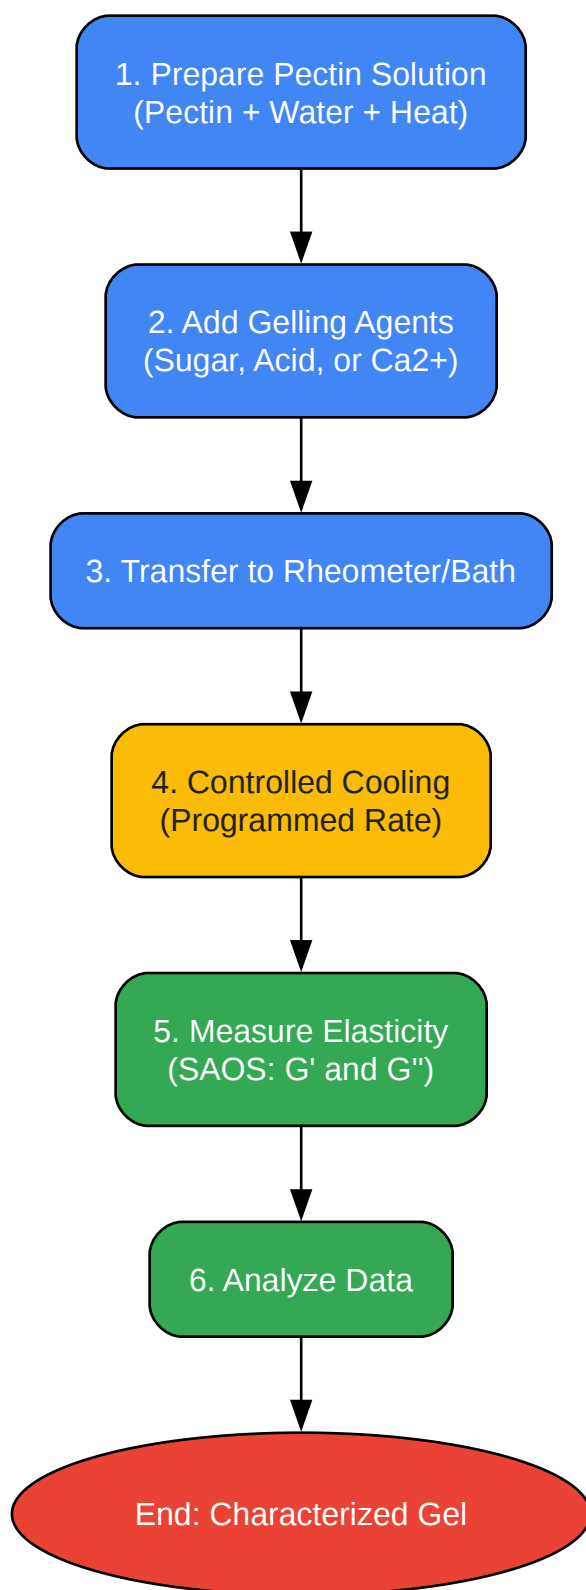 1. Prepare Pectin Solution
(Pectin + Water + Heat)
2. Add Gelling Agents
(Sugar, Acid, or Ca2+)
3. Transfer to Rheometer/Bath
4. Controlled Cooling
(Programmed Rate)
5. Measure Elasticity
(SAOS: G' and G'')
6. Analyze Data
End: Characterized Gel